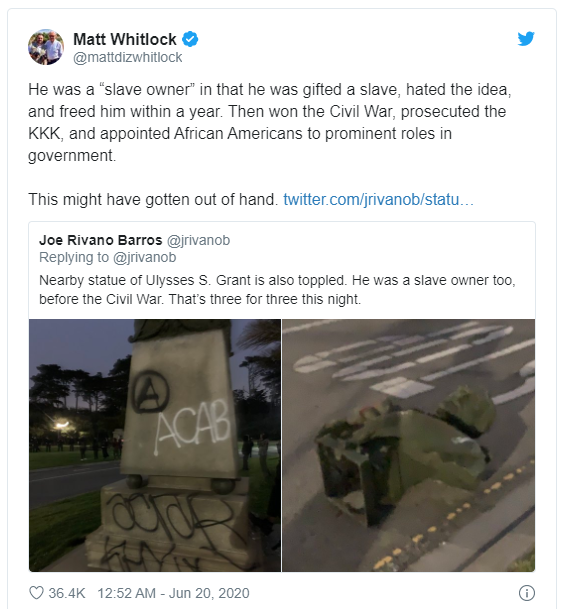 Matt Whitlock
@mattdizwhitlock
He was a “slave owner” in that he was gifted a slave, hated the idea,
and freed him within a year. Then won the Civil War, prosecuted the
KKK, and appointed African Americans to prominent roles in
government.
This might have gotten out of hand. twitter.com/jrivanob/statu…
Joe Rivano Barros @jrivanob
Replying to @jrivanob
Nearby statue of Ulysses S. Grant is also toppled. He was a slave owner too,
before the Civil War. That’s three for three this night.
A
ACAB
36.4K 12:52 AM - Jun 20, 2020